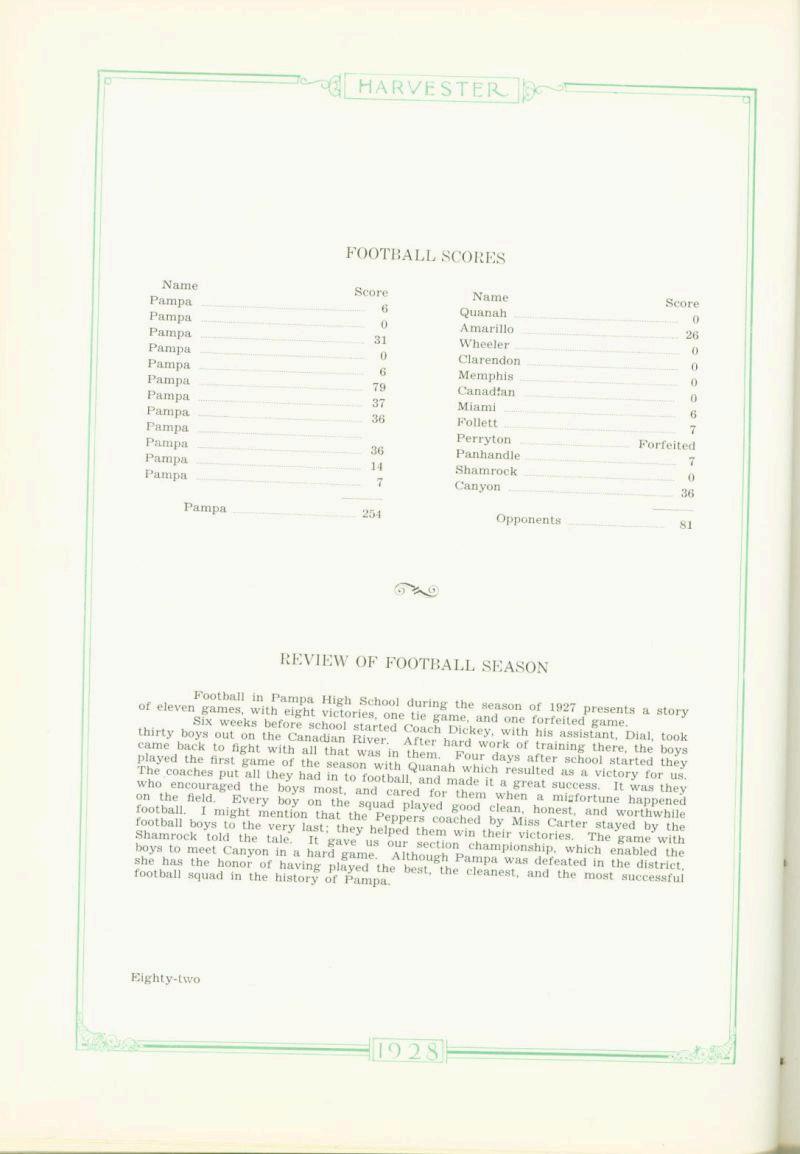 HARVESTER
FOOTBALL SCORES
Name Score
Pampa 6
Pampa 0
Pampa 31
Pampa 0
Pampa 6
Pampa 79
Pampa 37
Pampa 36
Pampa
Pampa 36
Pampa 14
Pampa 7
Pampa 254
Name Score
Quanah 0
Amarillo 26
Wheeler 0
Clarendon 0
Memphis 0
Canadian 0
Miami 6
Follett 7
Perryton Forfeited
Panhandle 7
Shamrock 0
Canyon 36
Opponents 81
REVIEW OF FOOTBALL SEASON
Football in Pampa High School during the season of 1927 presents a story
of eleven games, with eight victories, one tie game, and one forfeited game.
Six weeks before school started Coach Dickey, with his assistant, Dial, took
thirty boys out on the Canadian River. After hard work of training there, the boys
came back to fight with all that was in them. Four days after school started they
played the first game of the season with Quanah which resulted as a victory for us.
The coaches put all they had in to football, and made it a great success. It was they
who encouraged the boys most, and cared for them when a misfortune happened
on the field. Every boy on the squad played good clean, honest, and worthwhile
football. I might mention that the Peppers coached by Miss Carter stayed by the
football boys to the very last; they helped them win their victories. The game with
Shamrock told the tale. It gave us our section championship, which enabled the
boys to meet Canyon in a hard game. Although Pampa was defeated in the district,
she has the honor of having played the best, the cleanest, and the most successful
football squad in the history of Pampa.
Eighty-two
1928